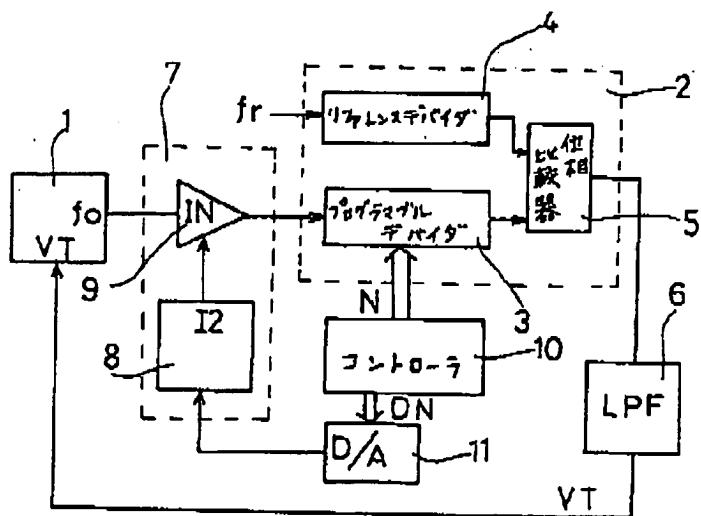 4
7
2
fr
リファレンスデバイダ
1
fo
VT
IN
9
プログラマブル
デバイダ
位相
比較器
5
3
N
6
I2
8
コントローラ
10
DN
LPF
D/A
11
VT